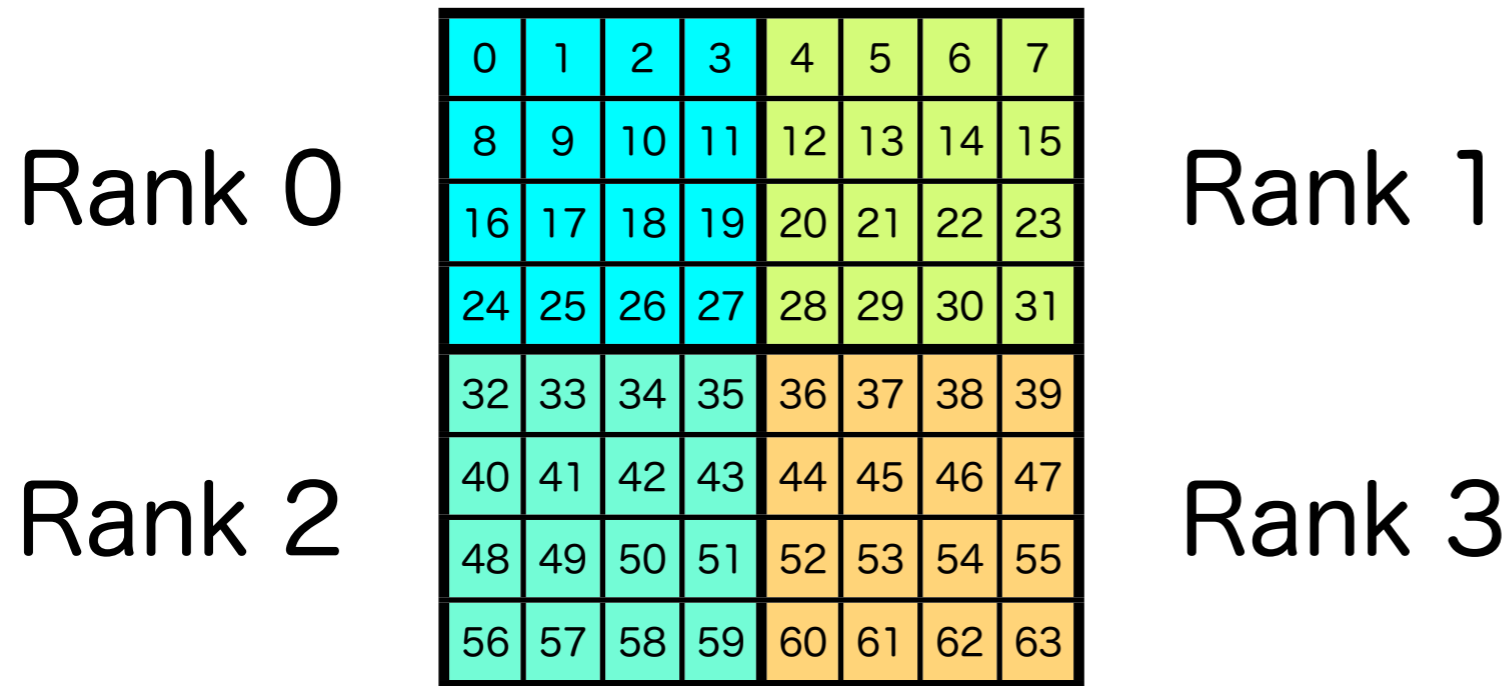 0 1 2 3 4 5 6 7
8 9 10 11 12 13 14 15
Rank 0
Rank 1
16 17 18 19 20 21 22 23
24 25 26 27 28 29 30 31
32 33 34 35 36 37 38 39
40 41 42 43 44 45 46 47
Rank 2
Rank 3
48 49 50 51 52 53 54 55
56 57 58 59 60 61 62 63